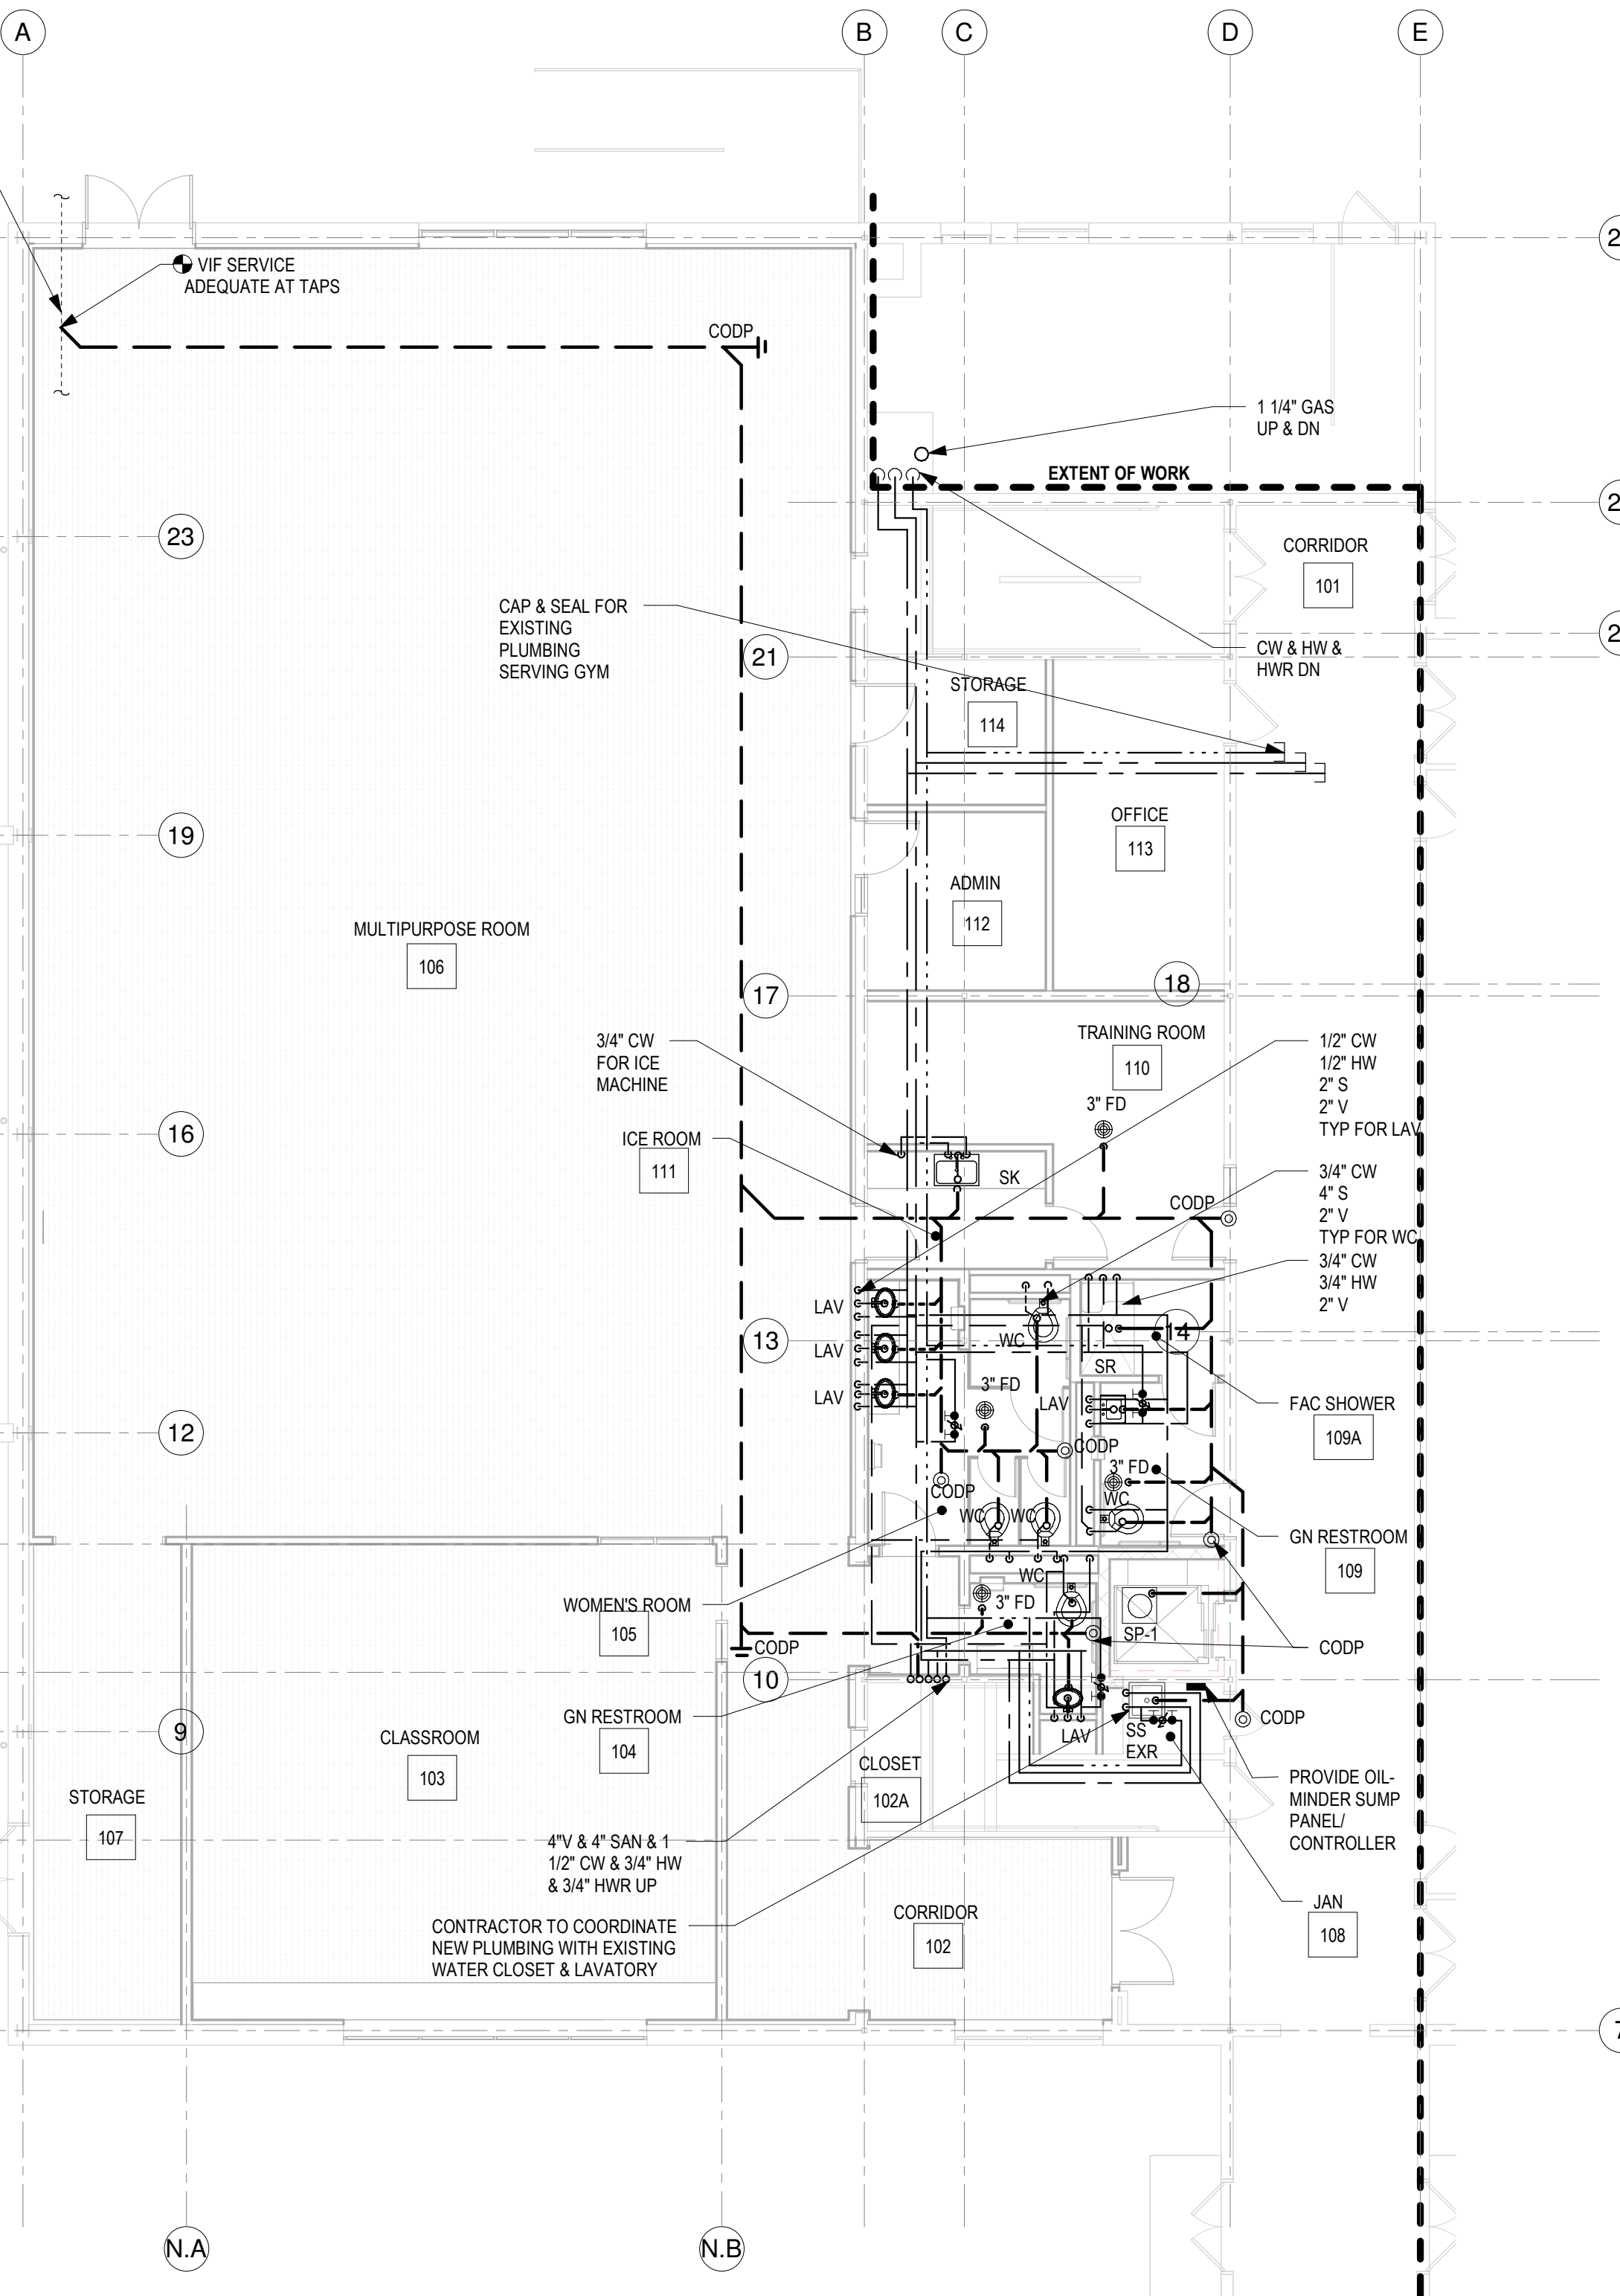 A
B
C
D
E
VIF SERVICE
ADEQUATE AT TAPS
CODP
1 1/4" GAS
UP & DN
EXTENT OF WORK
23
CORRIDOR
101
CAP & SEAL FOR
EXISTING
PLUMBING
SERVING GYM
21
CW & HW &
HWR DN
STORAGE
114
19
OFFICE
113
ADMIN
112
MULTIPURPOSE ROOM
106
17
18
3/4" CW
FOR ICE
MACHINE
TRAINING ROOM
110
3" FD
1/2" CW
1/2" HW
2" S
2" V
TYP FOR LAV
16
ICE ROOM
111
SK
3/4" CW
4" S
2" V
TYP FOR WC
CODP
3/4" CW
3/4" HW
2" V
LAV
13
WC
14
LAV
SR
LAV
3" FD
LAV
FAC SHOWER
109A
12
CODP
3" FD
CODP
WC
WC
WC
GN RESTROOM
109
WC
WOMEN'S ROOM
105
3" FD
SP-1
CODP
CODP
10
GN RESTROOM
104
9
CLASSROOM
103
LAV
SS
EXR
CODP
CLOSET
102A
STORAGE
107
PROVIDE OIL-
MINDER SUMP
PANEL/
CONTROLLER
4"V & 4" SAN & 1
1/2" CW & 3/4" HW
& 3/4" HWR UP
JAN
108
CORRIDOR
102
CONTRACTOR TO COORDINATE
NEW PLUMBING WITH EXISTING
WATER CLOSET & LAVATORY
N.A
N.B